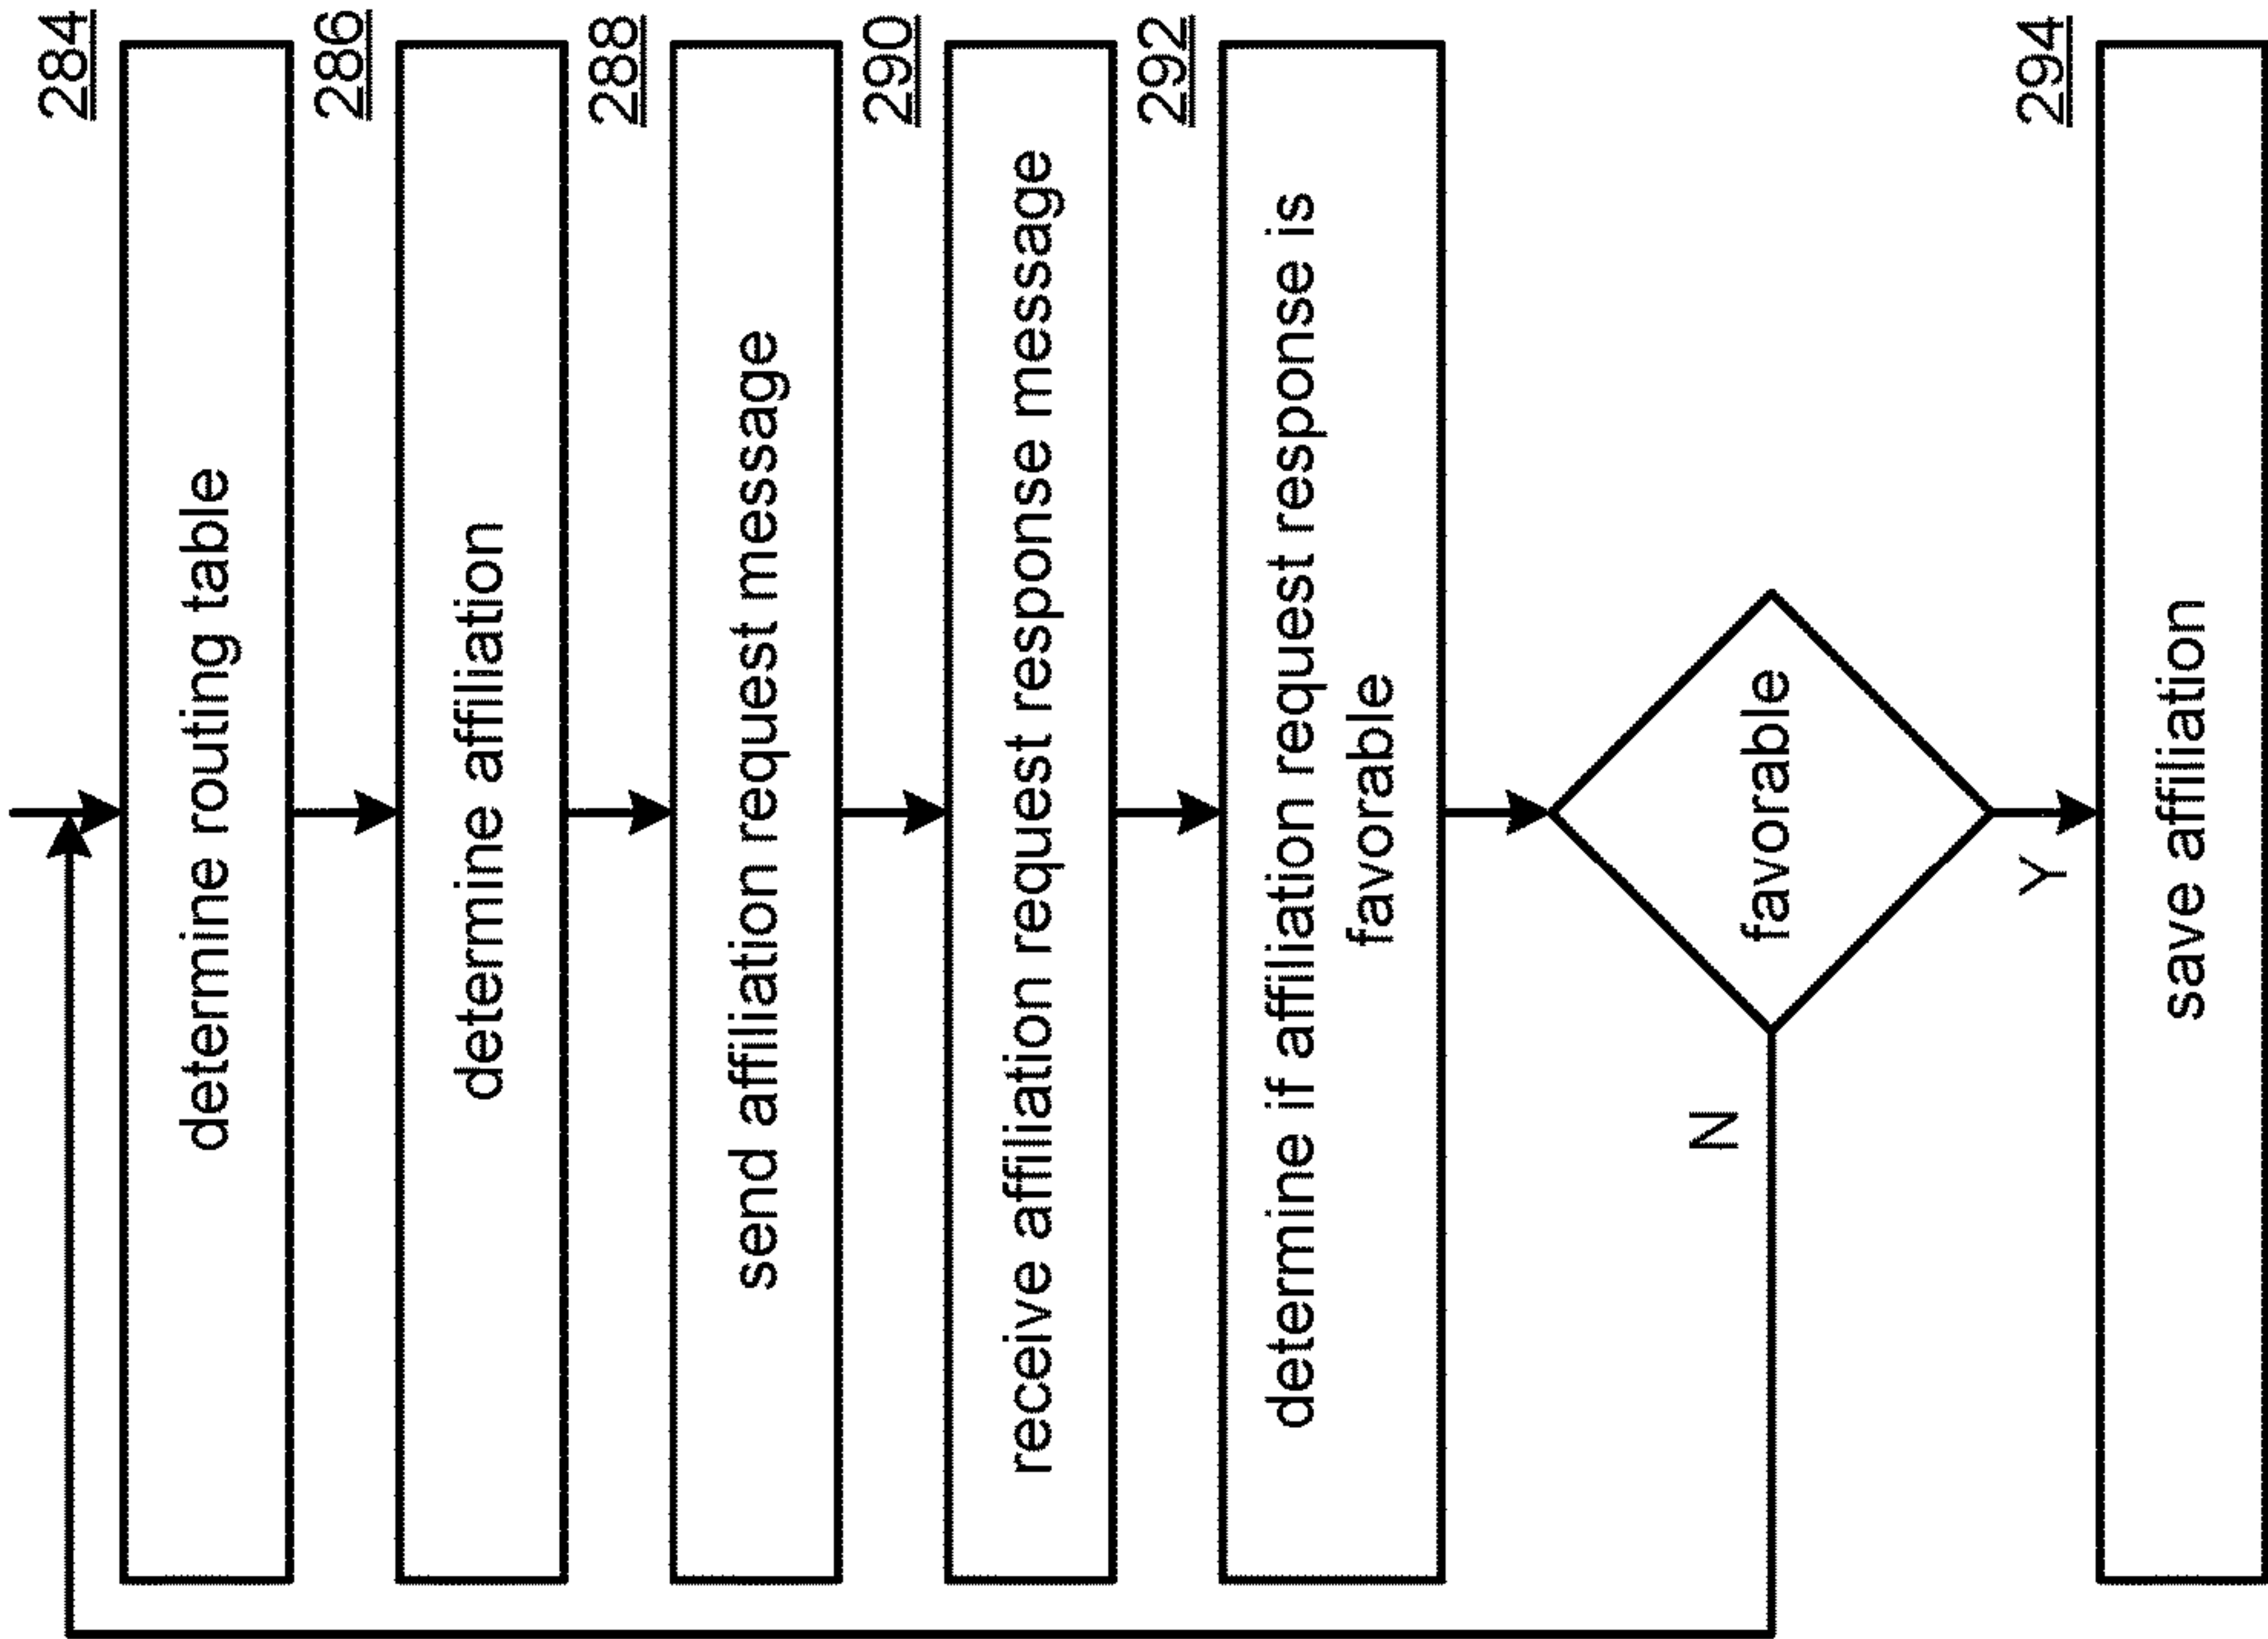 284
determine routing table
286
determine affiliation
288
send affiliation request message
290
receive affiliation request response message
292
determine if affiliation request response is
favorable
favorable
N
Y
294
save affiliation